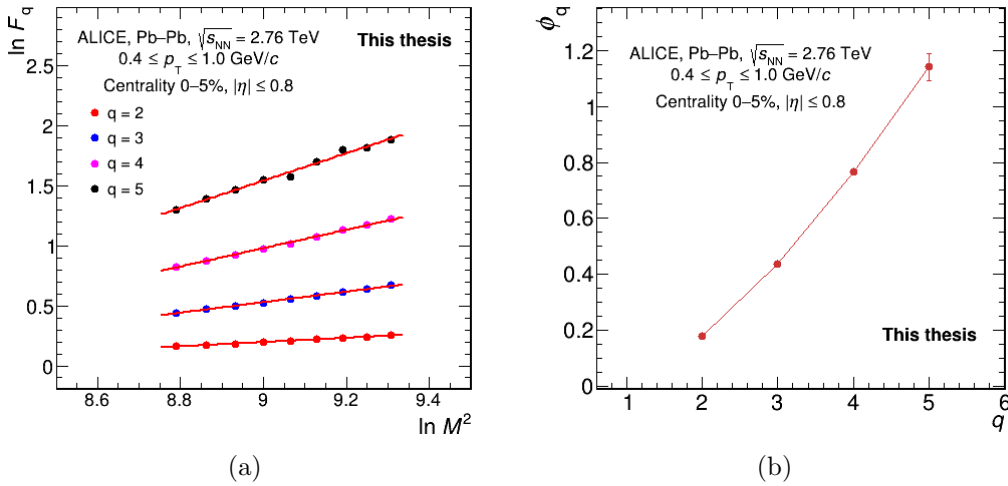 ln F_q
ALICE, Pb–Pb, √s_NN = 2.76 TeV
This thesis
0.4 ≤ p_T ≤ 1.0 GeV/c
Centrality 0–5%, |η| ≤ 0.8
q = 2
q = 3
q = 4
q = 5
2.5
2
1.5
1
0.5
0
8.6 8.8 9 9.2 9.4
ln M²
(a)
ϕ_q
ALICE, Pb–Pb, √s_NN = 2.76 TeV
0.4 ≤ p_T ≤ 1.0 GeV/c
Centrality 0–5%, |η| ≤ 0.8
This thesis
1.2
1
0.8
0.6
0.4
0.2
0
1 2 3 4 5 6
q
(b)